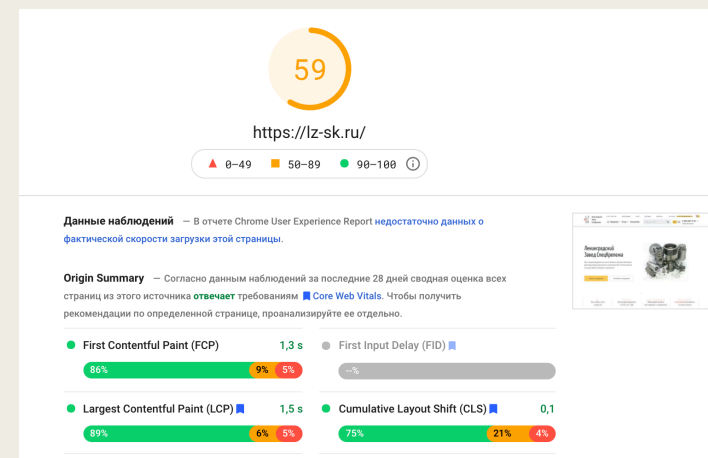 59
https://lz-sk.ru/
0–49 50–89 90–100
Данные наблюдений — В отчете Chrome User Experience Report недостаточно данных о
фактической скорости загрузки этой страницы.
Ленинградский
Завод СпецКрепежа
Origin Summary — Согласно данным наблюдений за последние 28 дней сводная оценка всех
страниц из этого источника отвечает требованиям Core Web Vitals. Чтобы получить
рекомендации по определенной странице, проанализируйте ее отдельно.
First Contentful Paint (FCP) 1,3 s
86% 9% 5%
First Input Delay (FID)
--%
Largest Contentful Paint (LCP) 1,5 s
89% 6% 5%
Cumulative Layout Shift (CLS) 0,1
75% 21% 4%